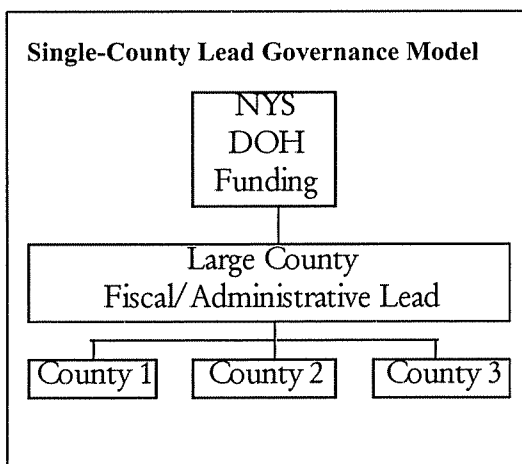 Single-County Lead Governance Model
NYS
DOH
Funding
Large County
Fiscal/Administrative Lead
County 1 County 2 County 3